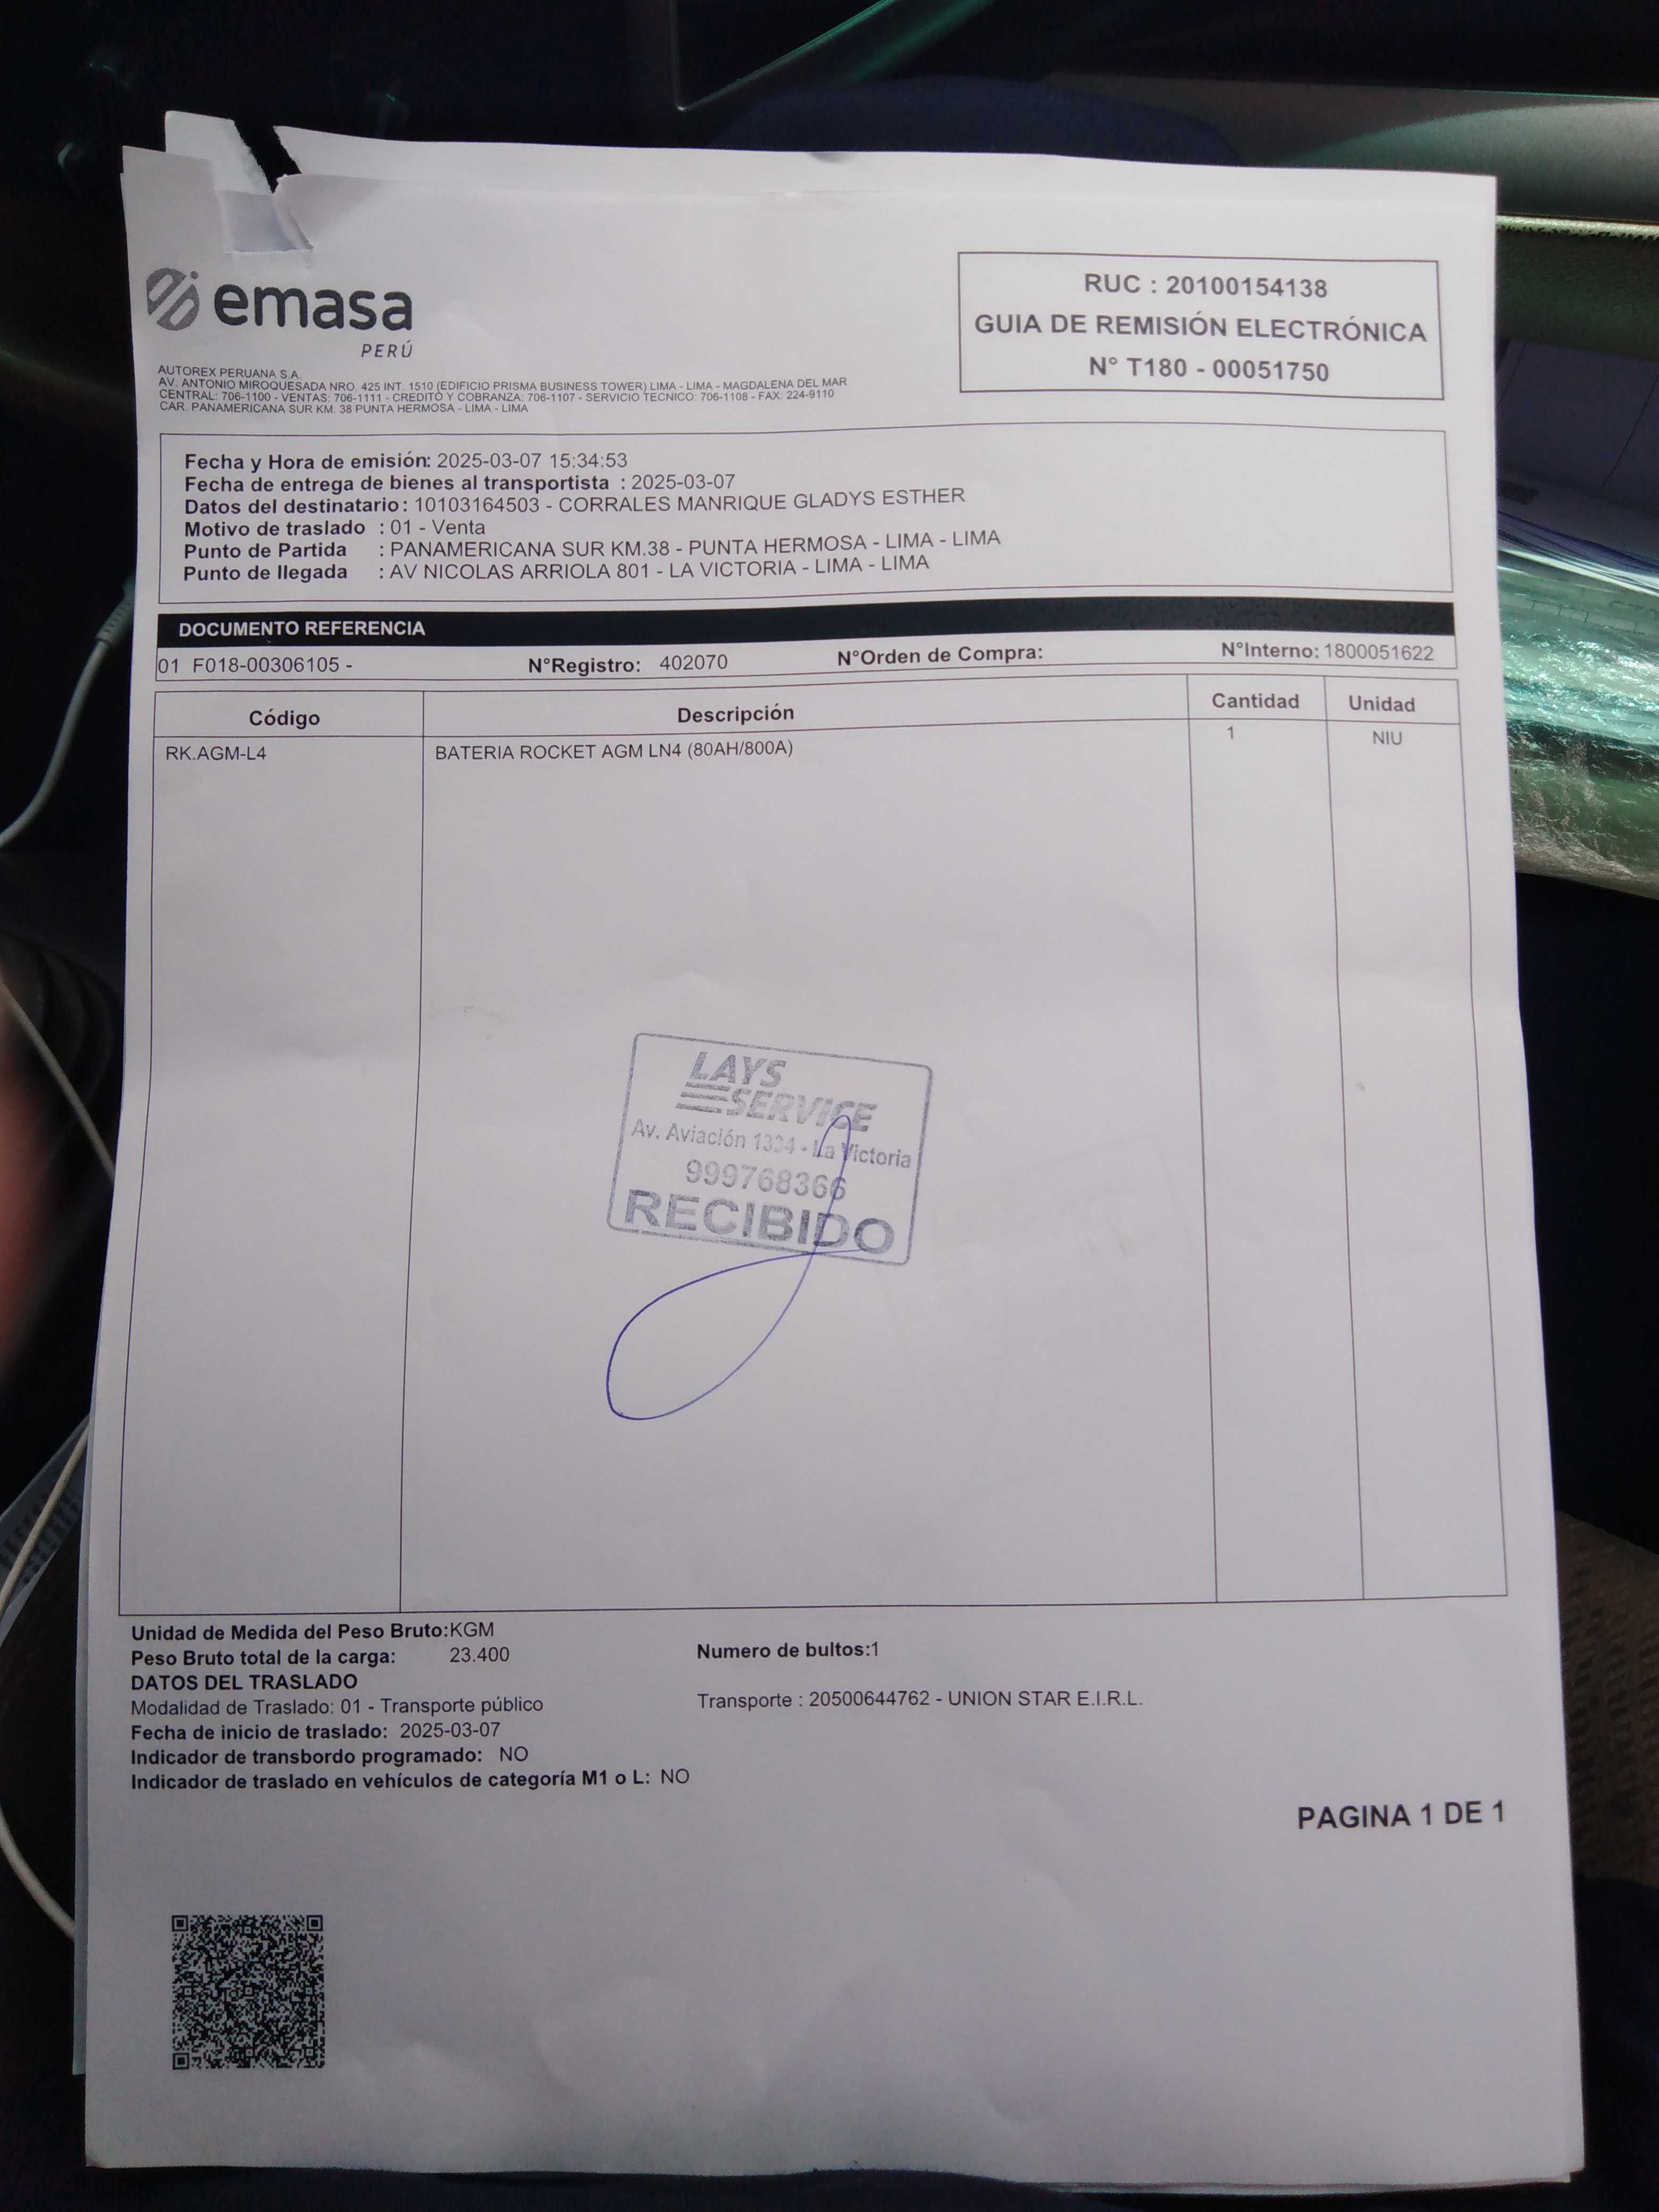 emasa
PERÚ
RUC : 20100154138
GUIA DE REMISIÓN ELECTRÓNICA
N° T180 - 00051750
AUTOREX PERUANA S.A.
AV. ANTONIO MIROQUESADA NRO. 425 INT. 1510 (EDIFICIO PRISMA BUSINESS TOWER) LIMA - LIMA - MAGDALENA DEL MAR
CENTRAL: 706-1100 - VENTAS: 706-1111 - CREDITO Y COBRANZA: 706-1107 - SERVICIO TECNICO: 706-1108 - FAX: 224-9110
CAR. PANAMERICANA SUR KM. 38 PUNTA HERMOSA - LIMA - LIMA
Fecha y Hora de emisión: 2025-03-07 15:34:53
Fecha de entrega de bienes al transportista : 2025-03-07
Datos del destinatario : 10103164503 - CORRALES MANRIQUE GLADYS ESTHER
Motivo de traslado : 01 - Venta
Punto de Partida : PANAMERICANA SUR KM.38 - PUNTA HERMOSA - LIMA - LIMA
Punto de llegada : AV NICOLAS ARRIOLA 801 - LA VICTORIA - LIMA - LIMA
DOCUMENTO REFERENCIA
01 F018-00306105 - N°Registro: 402070 N°Orden de Compra: N°Interno: 1800051622
Código Descripción Cantidad Unidad
RK.AGM-L4 BATERIA ROCKET AGM LN4 (80AH/800A) 1 NIU
LAYS
SERVICE
Av. Aviación 1334 - La Victoria
999768366
RECIBIDO
Unidad de Medida del Peso Bruto:KGM
Peso Bruto total de la carga: 23.400 Numero de bultos:1
DATOS DEL TRASLADO
Modalidad de Traslado: 01 - Transporte público Transporte : 20500644762 - UNION STAR E.I.R.L.
Fecha de inicio de traslado: 2025-03-07
Indicador de transbordo programado: NO
Indicador de traslado en vehículos de categoría M1 o L: NO
PAGINA 1 DE 1